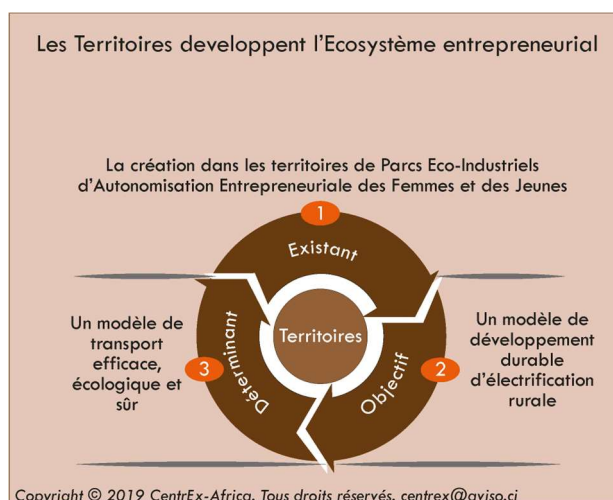 Les Territoires developpent l'Ecosystème entrepreneurial
La création dans les territoires de Parcs Eco-Industriels
d'Autonomisation Entrepreneuriale des Femmes et des Jeunes
1
Existant
Territoires
Un modèle de
transport
efficace,
écologique et
sûr
3
Déterminant
Objectif
2
Un modèle de
développement
durable
d'électrification
rurale
Copyright © 2019 CentrEx-Africa. Tous droits réservés. centrex@aviso.ci